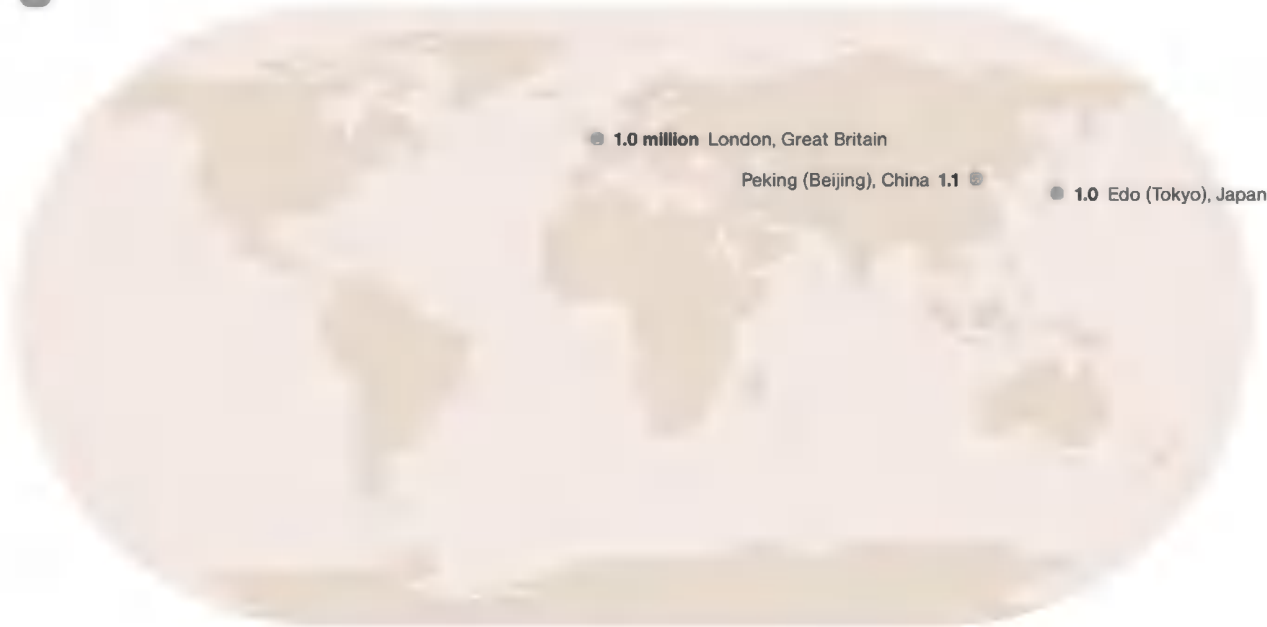 1.0 million London, Great Britain
Peking (Beijing), China 1.1
1.0 Edo (Tokyo), Japan